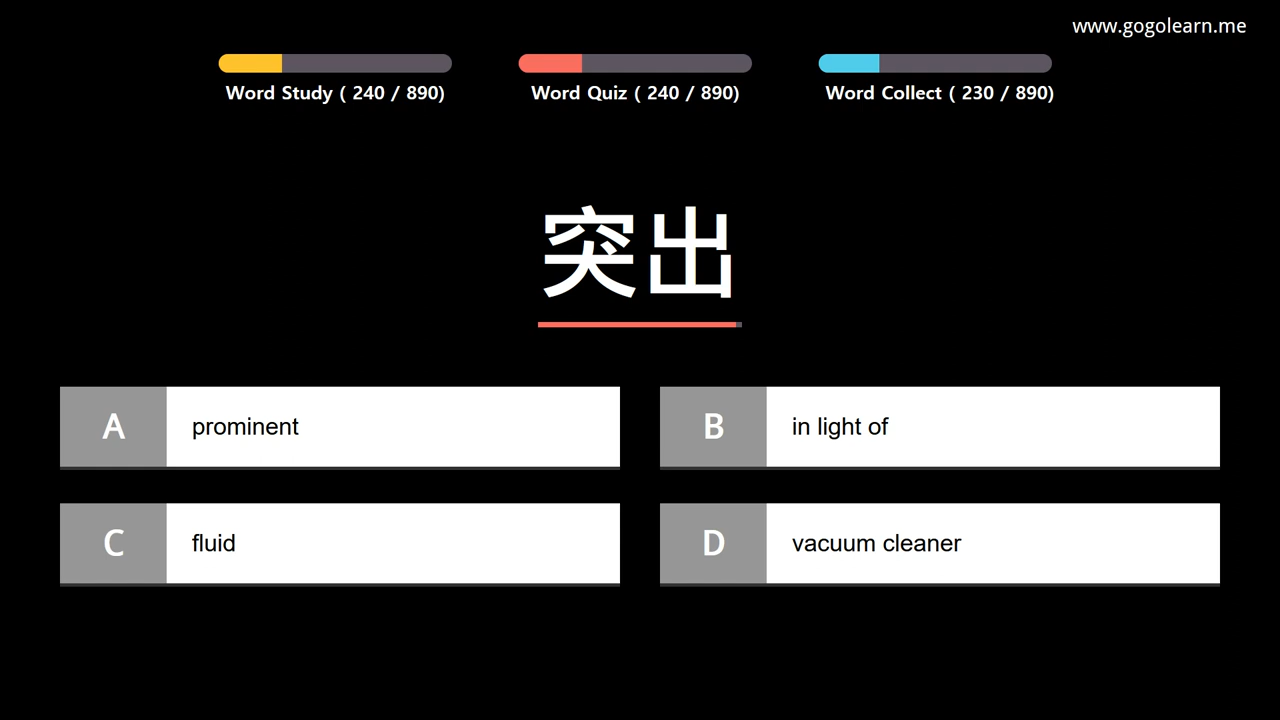 www.gogolearn.me
Word Study ( 240 / 890)
Word Quiz ( 240 / 890)
Word Collect ( 230 / 890)
突出
A prominent
B in light of
C fluid
D vacuum cleaner